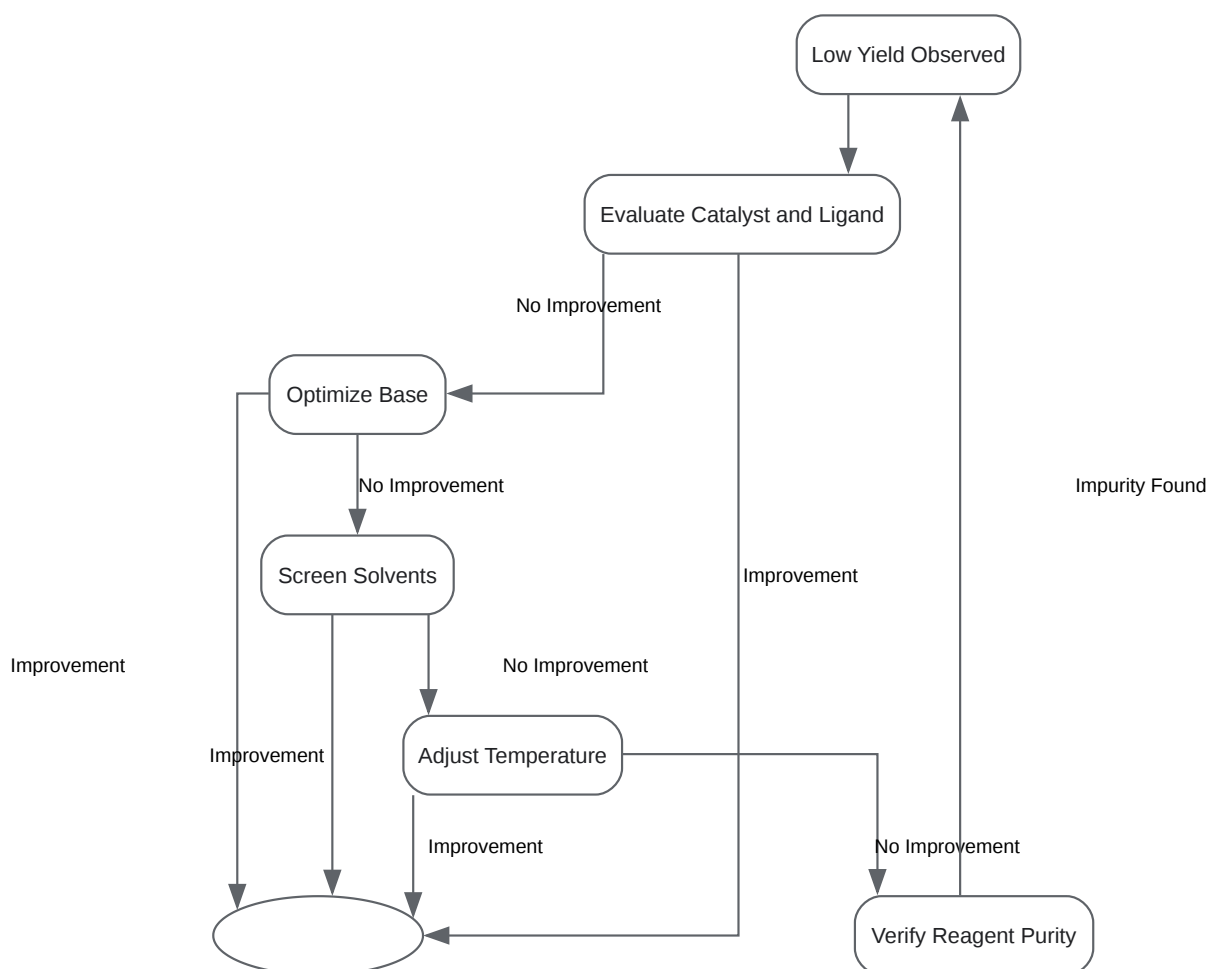 Low Yield Observed
Evaluate Catalyst and Ligand
No Improvement
Optimize Base
No Improvement
Impurity Found
Screen Solvents
Improvement
Improvement
No Improvement
Improvement
Adjust Temperature
Improvement
No Improvement
Verify Reagent Purity